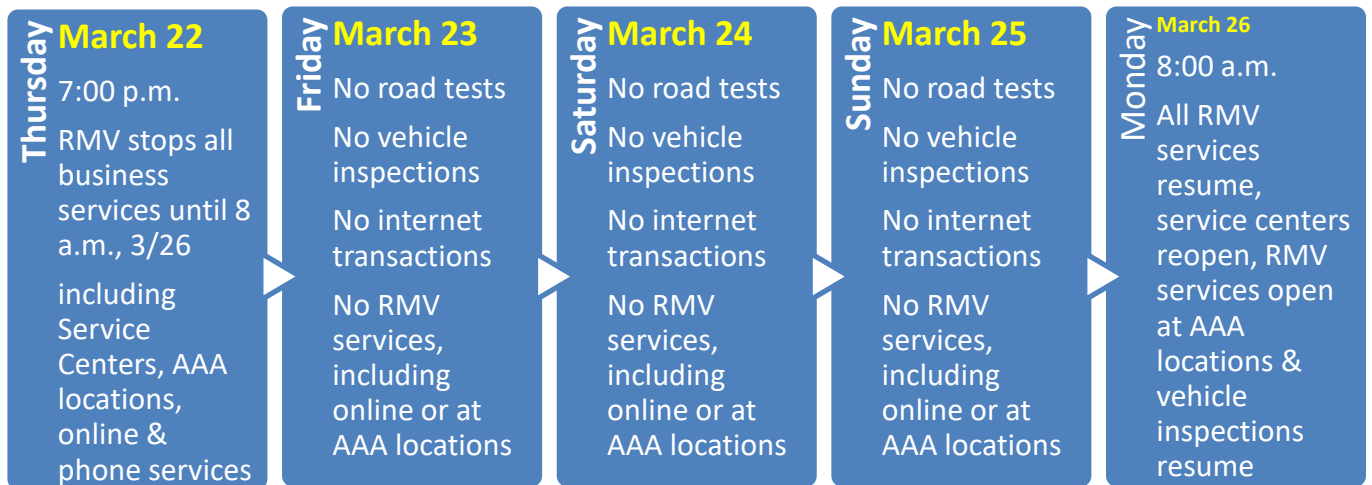 Thursday
March 22
7:00 p.m.
RMV stops all
business
services until 8
a.m., 3/26
including
Service
Centers, AAA
locations,
online &
phone services
Friday
March 23
No road tests
No vehicle
inspections
No internet
transactions
No RMV
services,
including
online or at
AAA locations
Saturday
March 24
No road tests
No vehicle
inspections
No internet
transactions
No RMV
services,
including
online or at
AAA locations
Sunday
March 25
No road tests
No vehicle
inspections
No internet
transactions
No RMV
services,
including
online or at
AAA locations
Monday
March 26
8:00 a.m.
All RMV
services
resume,
service centers
reopen, RMV
services open
at AAA
locations &
vehicle
inspections
resume